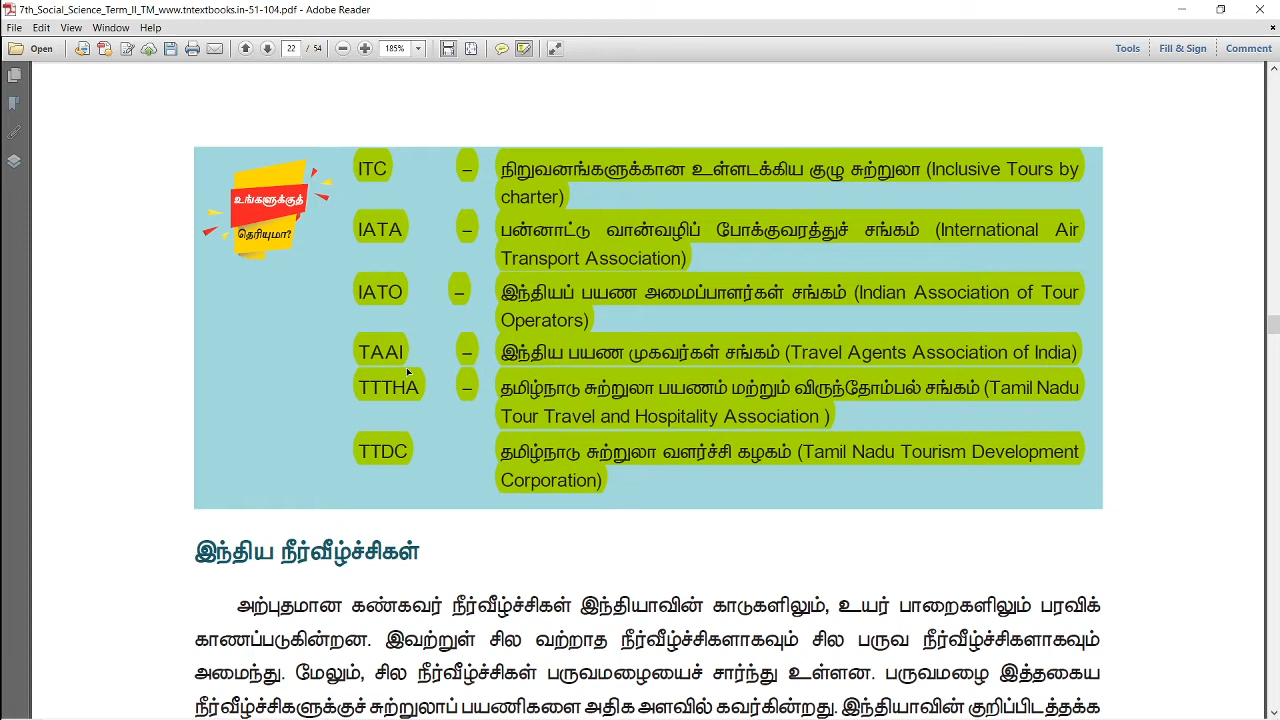 7th_Social_Science_Term_II_TM_www.tntextbooks.in-51-104.pdf - Adobe Reader
File Edit View Window Help
Open 22 / 54 185% Tools Fill & Sign Comment
உங்களுக்குத்
தெரியுமா?
ITC – நிறுவனங்களுக்கான உள்ளடக்கிய குழு சுற்றுலா (Inclusive Tours by
charter)
IATA – பன்னாட்டு வான்வழிப் போக்குவரத்துச் சங்கம் (International Air
Transport Association)
IATO – இந்தியப் பயண அமைப்பாளர்கள் சங்கம் (Indian Association of Tour
Operators)
TAAI – இந்திய பயண முகவர்கள் சங்கம் (Travel Agents Association of India)
TTTHA – தமிழ்நாடு சுற்றுலா பயணம் மற்றும் விருந்தோம்பல் சங்கம் (Tamil Nadu
Tour Travel and Hospitality Association )
TTDC தமிழ்நாடு சுற்றுலா வளர்ச்சி கழகம் (Tamil Nadu Tourism Development
Corporation)
இந்திய நீர்வீழ்ச்சிகள்
அற்புதமான கண்கவர் நீர்வீழ்ச்சிகள் இந்தியாவின் காடுகளிலும், உயர் பாறைகளிலும் பரவிக்
காணப்படுகின்றன. இவற்றுள் சில வற்றாத நீர்வீழ்ச்சிகளாகவும் சில பருவ நீர்வீழ்ச்சிகளாகவும்
அமைந்து. மேலும், சில நீர்வீழ்ச்சிகள் பருவமழையைச் சார்ந்து உள்ளன. பருவமழை இத்தகைய
நீர்வீழ்ச்சிகளுக்குச் சுற்றுலாப் பயணிகளை அதிக அளவில் கவர்கின்றது. இந்தியாவின் குறிப்பிடத்தக்க